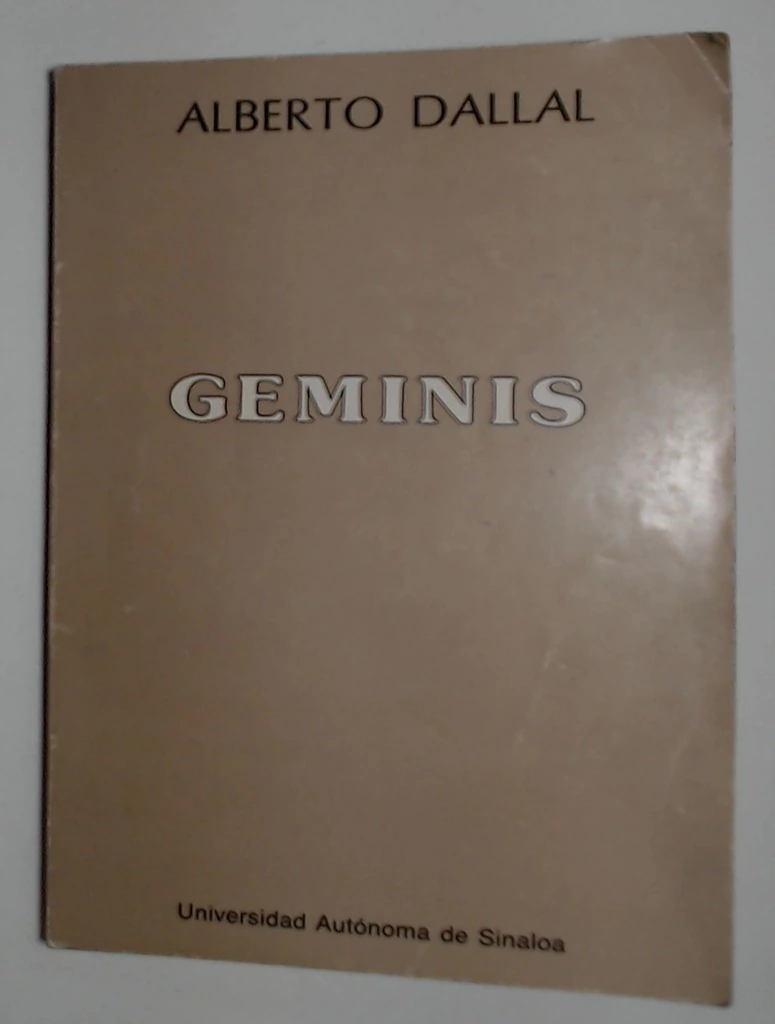 ALBERTO DALLAL
GEMINIS
Universidad Autónoma de Sinaloa